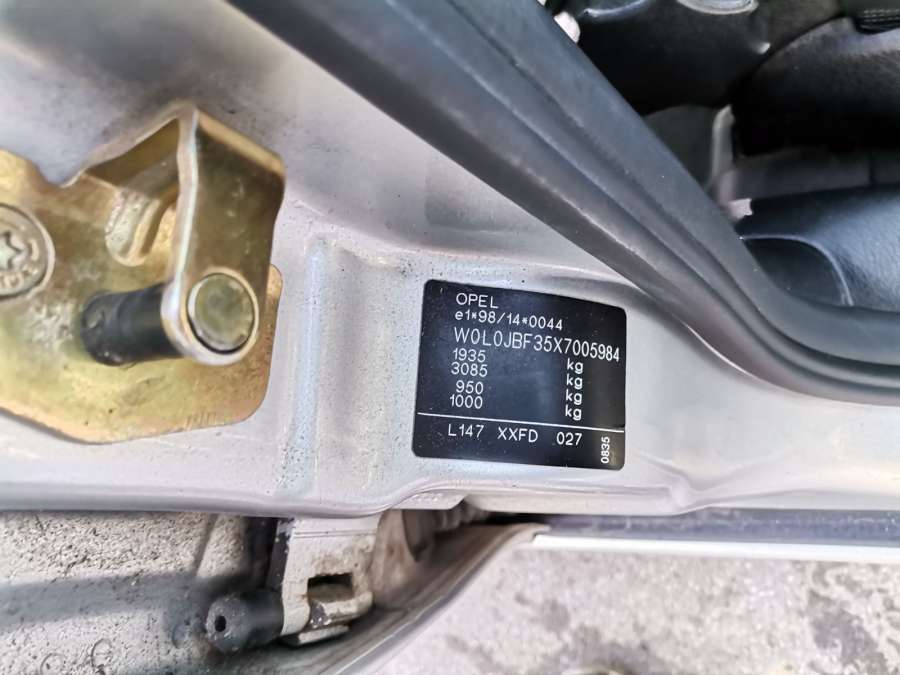 OPEL
e1*98/14*0044
W0L0JBF35X7005984
1935 kg
3085 kg
950 kg
1000 kg
L147 XXFD 027
0835